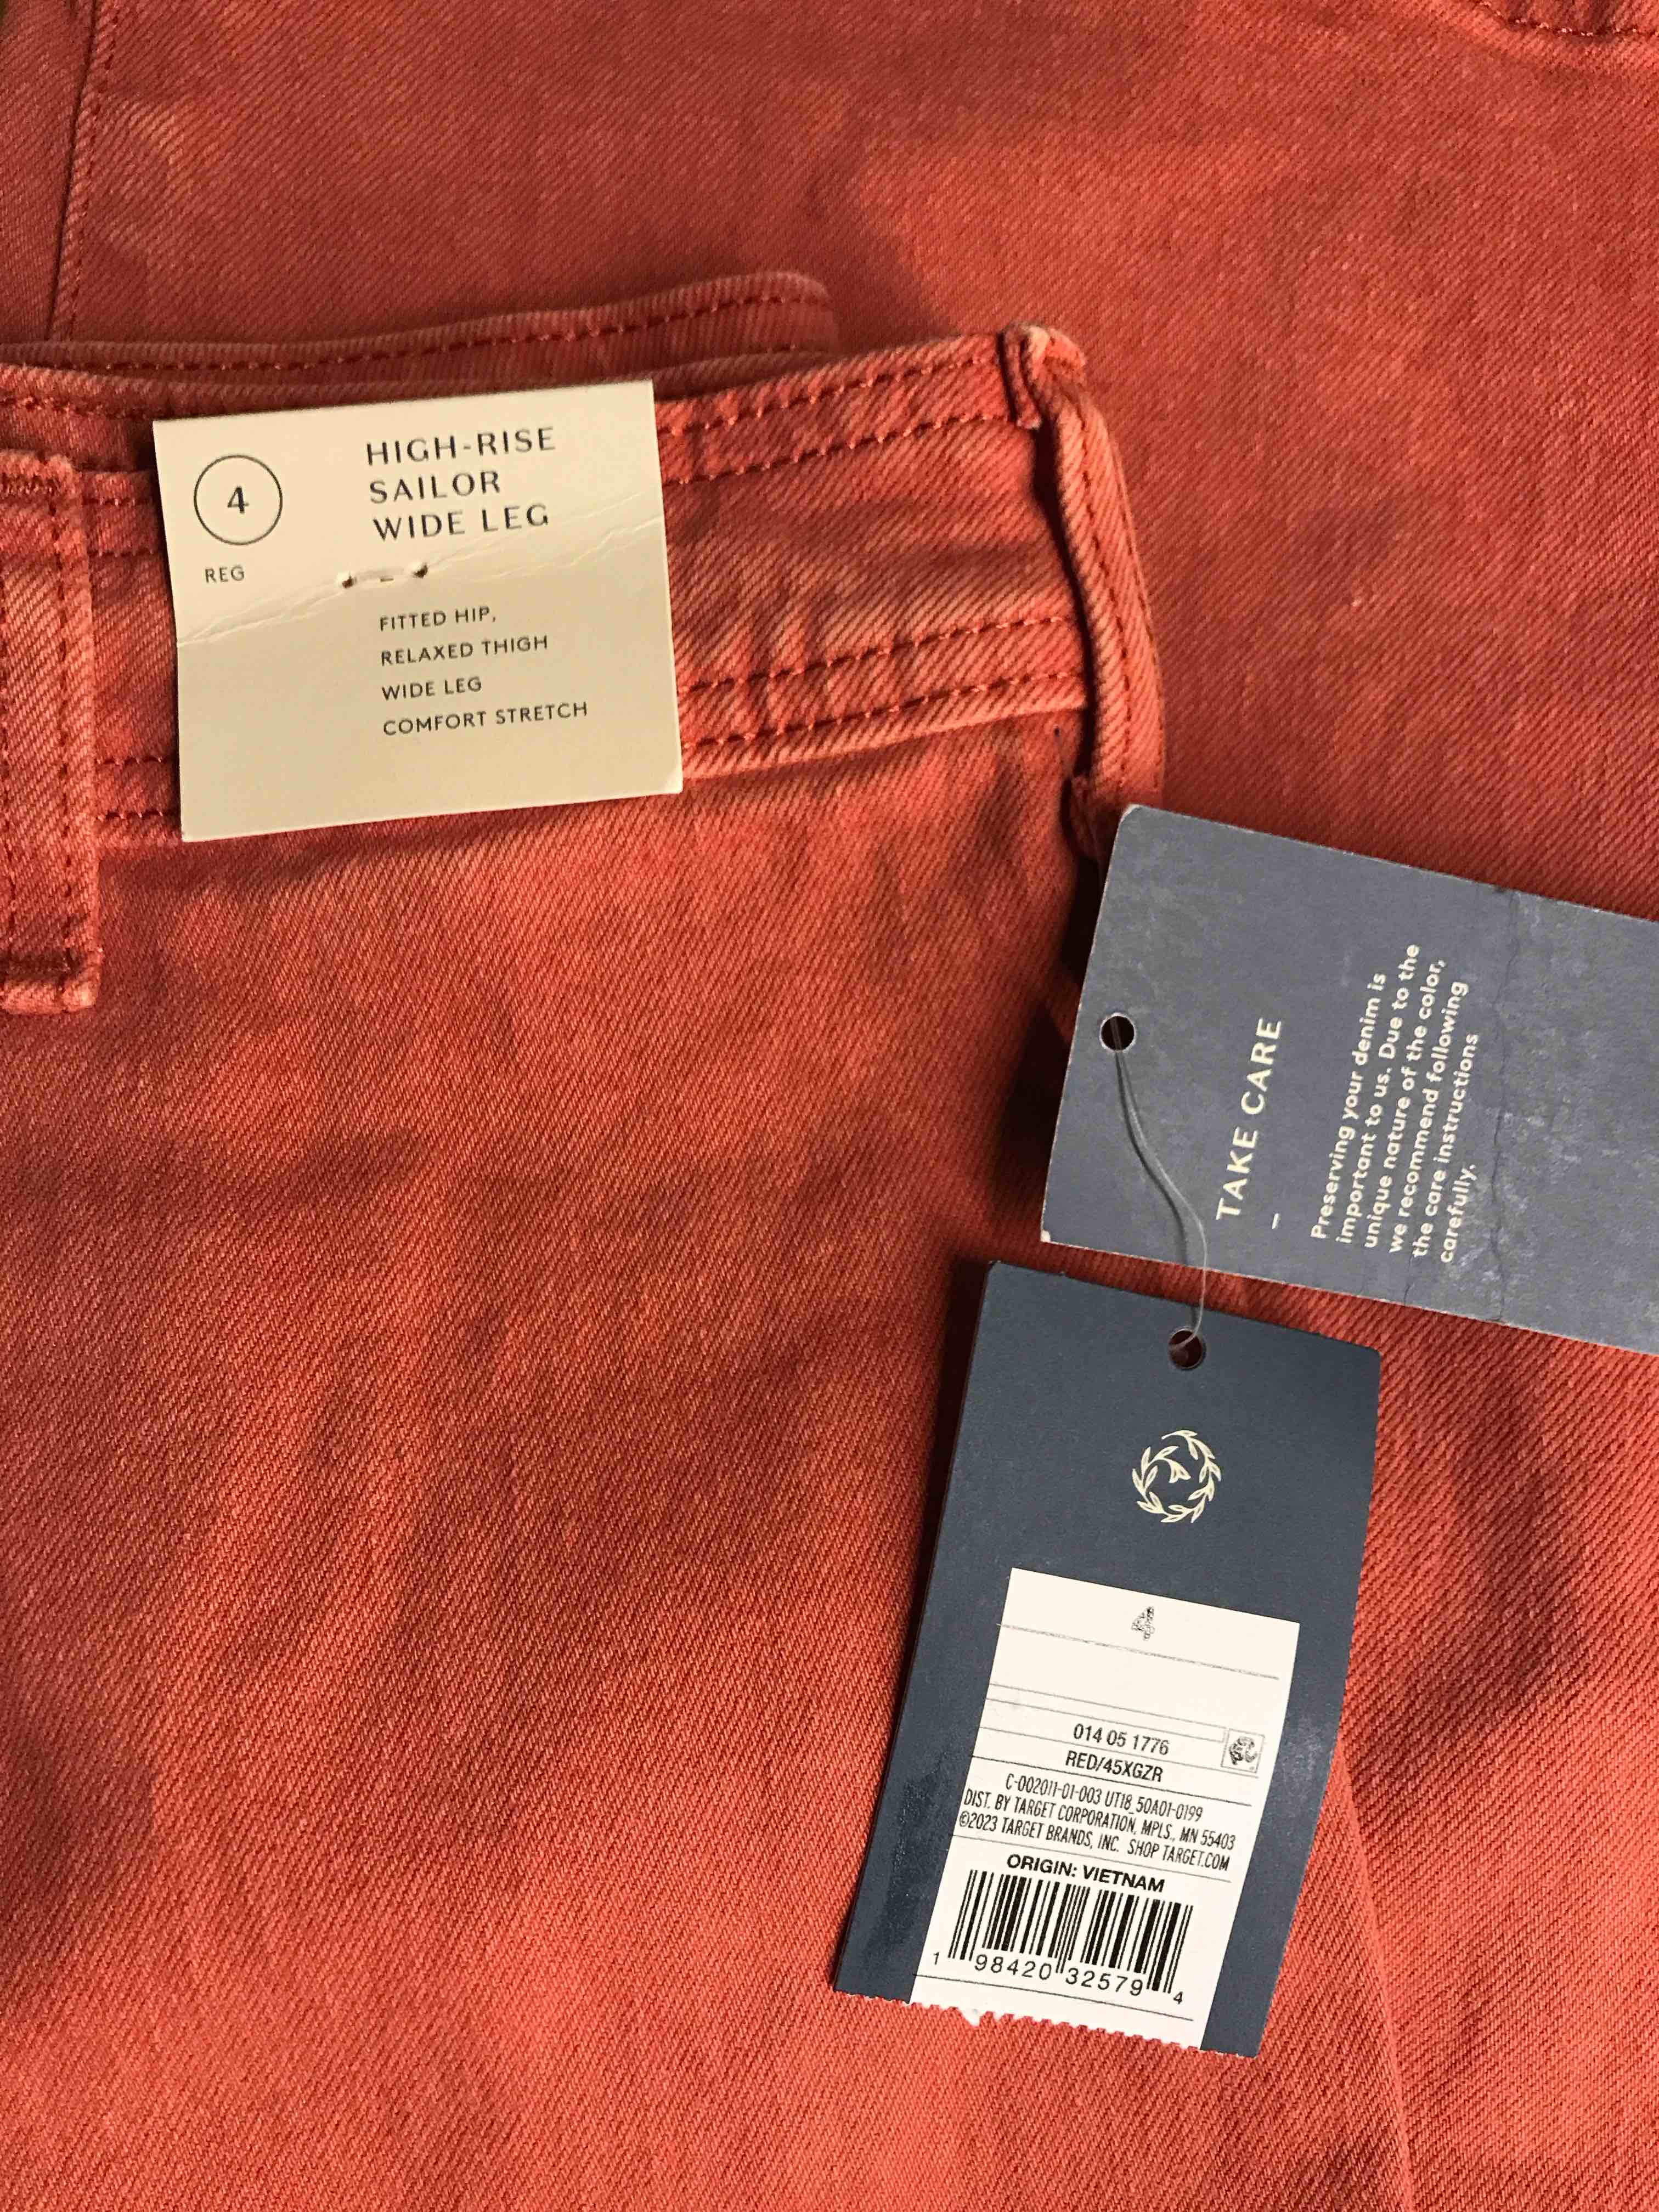 4
REG
HIGH-RISE
SAILOR
WIDE LEG
FITTED HIP,
RELAXED THIGH
WIDE LEG
COMFORT STRETCH
TAKE CARE
Preserving your denim is
important to us. Due to the
unique nature of the color,
we recommend following
the care instructions
carefully.
4
014 05 1776
RED/45XGZR
C-002011-01-003 UT18_50A01-0199
DIST. BY TARGET CORPORATION, MPLS., MN 55403
©2023 TARGET BRANDS, INC. SHOP TARGET.COM
ORIGIN: VIETNAM
1 98420 32579 4